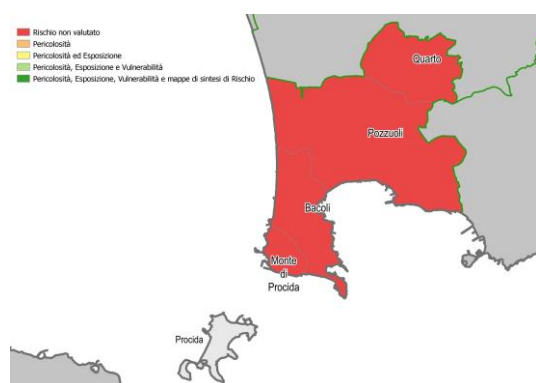 Rischio non valutato
Pericolosità
Pericolosità ed Esposizione
Pericolosità, Esposizione e Vulnerabilità
Pericolosità, Esposizione, Vulnerabilità e mappe di sintesi di Rischio
Quarto
Pozzuoli
Bacoli
Monte
di
Procida
Procida